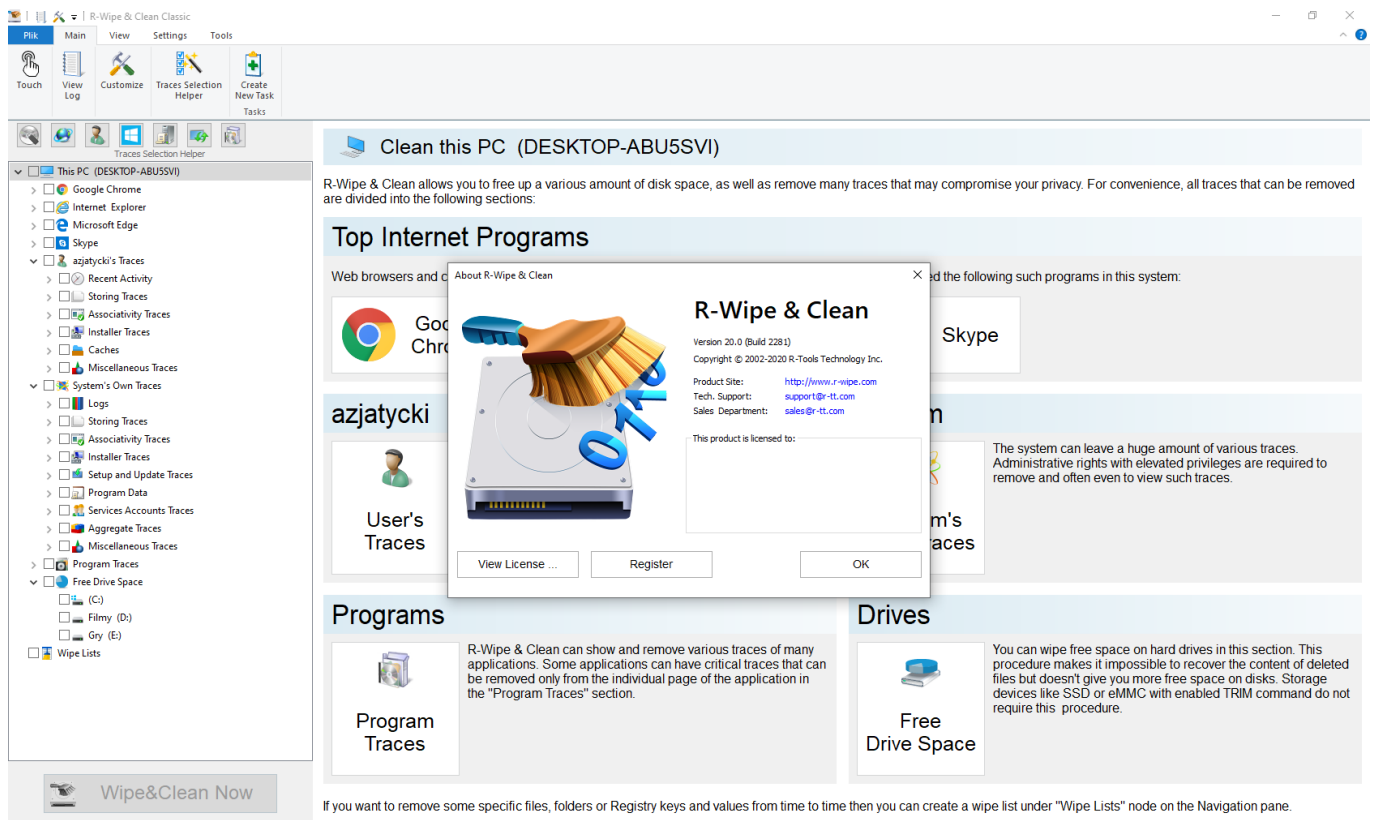 R-Wipe & Clean Classic
Plik Main View Settings Tools
Touch
View Log
Customize
Traces Selection Helper
Create New Task
Tasks
Traces Selection Helper
This PC (DESKTOP-ABU5SVI)
Google Chrome
Internet Explorer
Microsoft Edge
Skype
azjatycki's Traces
Recent Activity
Storing Traces
Associativity Traces
Installer Traces
Caches
Miscellaneous Traces
System's Own Traces
Logs
Storing Traces
Associativity Traces
Installer Traces
Setup and Update Traces
Program Data
Services Accounts Traces
Aggregate Traces
Miscellaneous Traces
Program Traces
Free Drive Space
(C:)
Filmy (D:)
Gry (E:)
Wipe Lists
Wipe&Clean Now
Clean this PC (DESKTOP-ABU5SVI)
R-Wipe & Clean allows you to free up a various amount of disk space, as well as remove many traces that may compromise your privacy. For convenience, all traces that can be removed
are divided into the following sections:
Top Internet Programs
Web browsers and c
ed the following such programs in this system:
Goo
Chro
Skype
azjatycki
User's
Traces
m
m's
races
The system can leave a huge amount of various traces.
Administrative rights with elevated privileges are required to
remove and often even to view such traces.
About R-Wipe & Clean
R-Wipe & Clean
Version 20.0 (Build 2281)
Copyright © 2002-2020 R-Tools Technology Inc.
Product Site: http://www.r-wipe.com
Tech. Support: support@r-tt.com
Sales Department: sales@r-tt.com
This product is licensed to:
View License ...
Register
OK
Programs
Program
Traces
R-Wipe & Clean can show and remove various traces of many
applications. Some applications can have critical traces that can
be removed only from the individual page of the application in
the "Program Traces" section.
Drives
Free
Drive Space
You can wipe free space on hard drives in this section. This
procedure makes it impossible to recover the content of deleted
files but doesn't give you more free space on disks. Storage
devices like SSD or eMMC with enabled TRIM command do not
require this procedure.
If you want to remove some specific files, folders or Registry keys and values from time to time then you can create a wipe list under "Wipe Lists" node on the Navigation pane.